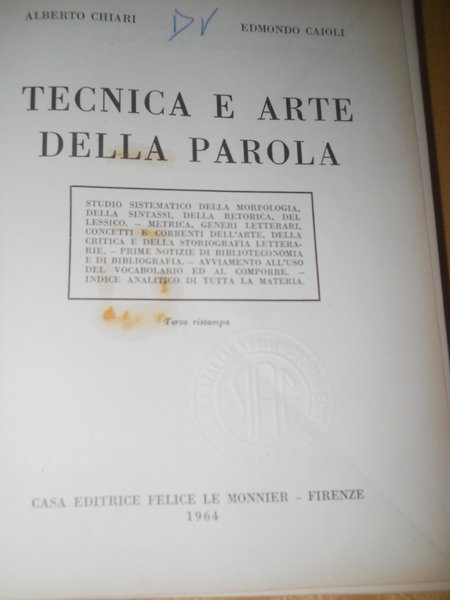 ALBERTO CHIARI
DV
EDMONDO CAIOLI
TECNICA E ARTE
DELLA PAROLA
STUDIO SISTEMATICO DELLA MORFOLOGIA,
DELLA SINTASSI, DELLA RETORICA, DEL
LESSICO. – METRICA, GENERI LETTERARI,
CONCETTI E CORRENTI DELL'ARTE, DELLA
CRITICA E DELLA STORIOGRAFIA LETTERA-
RIE. – PRIME NOTIZIE DI BIBLIOTECONOMIA
E DI BIBLIOGRAFIA. – AVVIAMENTO ALL'USO
DEL VOCABOLARIO ED AL COMPORRE. –
INDICE ANALITICO DI TUTTA LA MATERIA.
Terza ristampa
SIAE
CASA EDITRICE FELICE LE MONNIER – FIRENZE
1964